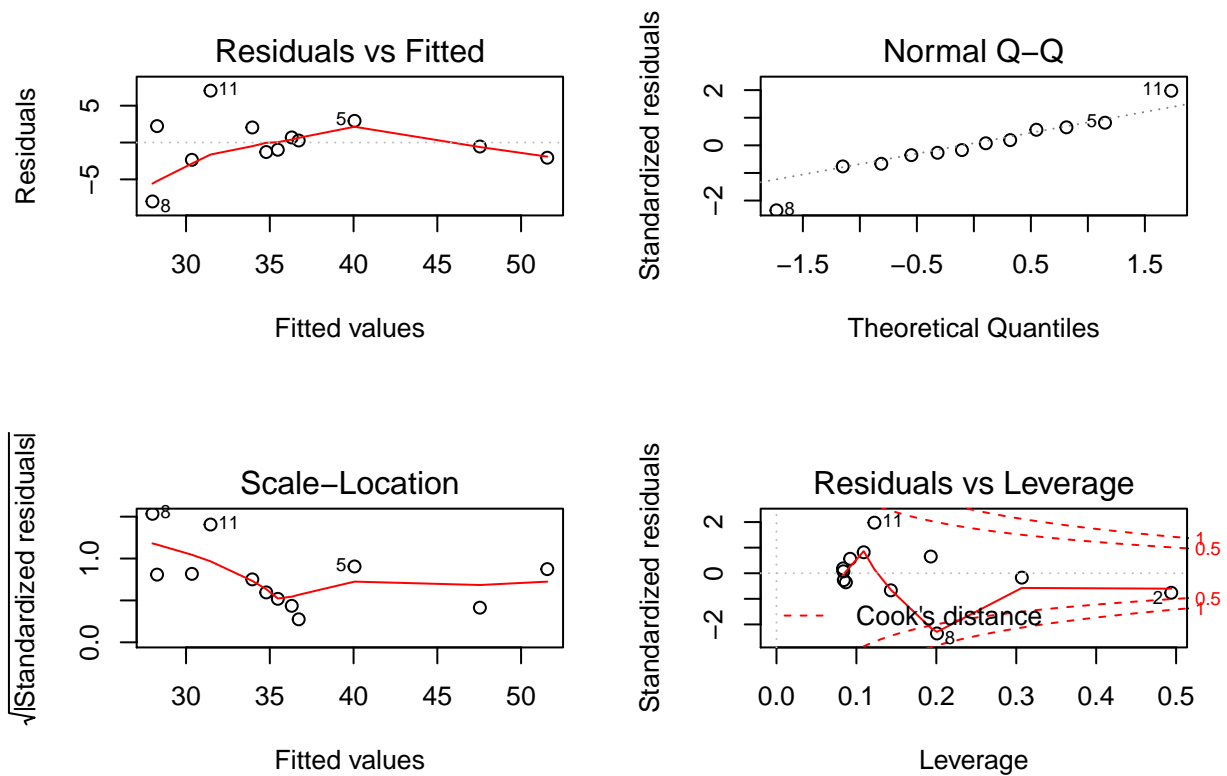 Residuals vs Fitted
Residuals
5
−5
11
5
8
30 35 40 45 50
Fitted values
Normal Q−Q
Standardized residuals
2
0
−2
11
5
8
−1.5 −0.5 0.5 1.5
Theoretical Quantiles
Scale−Location
√|Standardized residuals|
1.0
0.0
8
11
5
30 35 40 45 50
Fitted values
Residuals vs Leverage
Standardized residuals
2
0
−2
11
2
8
Cook's distance
1
0.5
0.5
1
0.0 0.1 0.2 0.3 0.4 0.5
Leverage